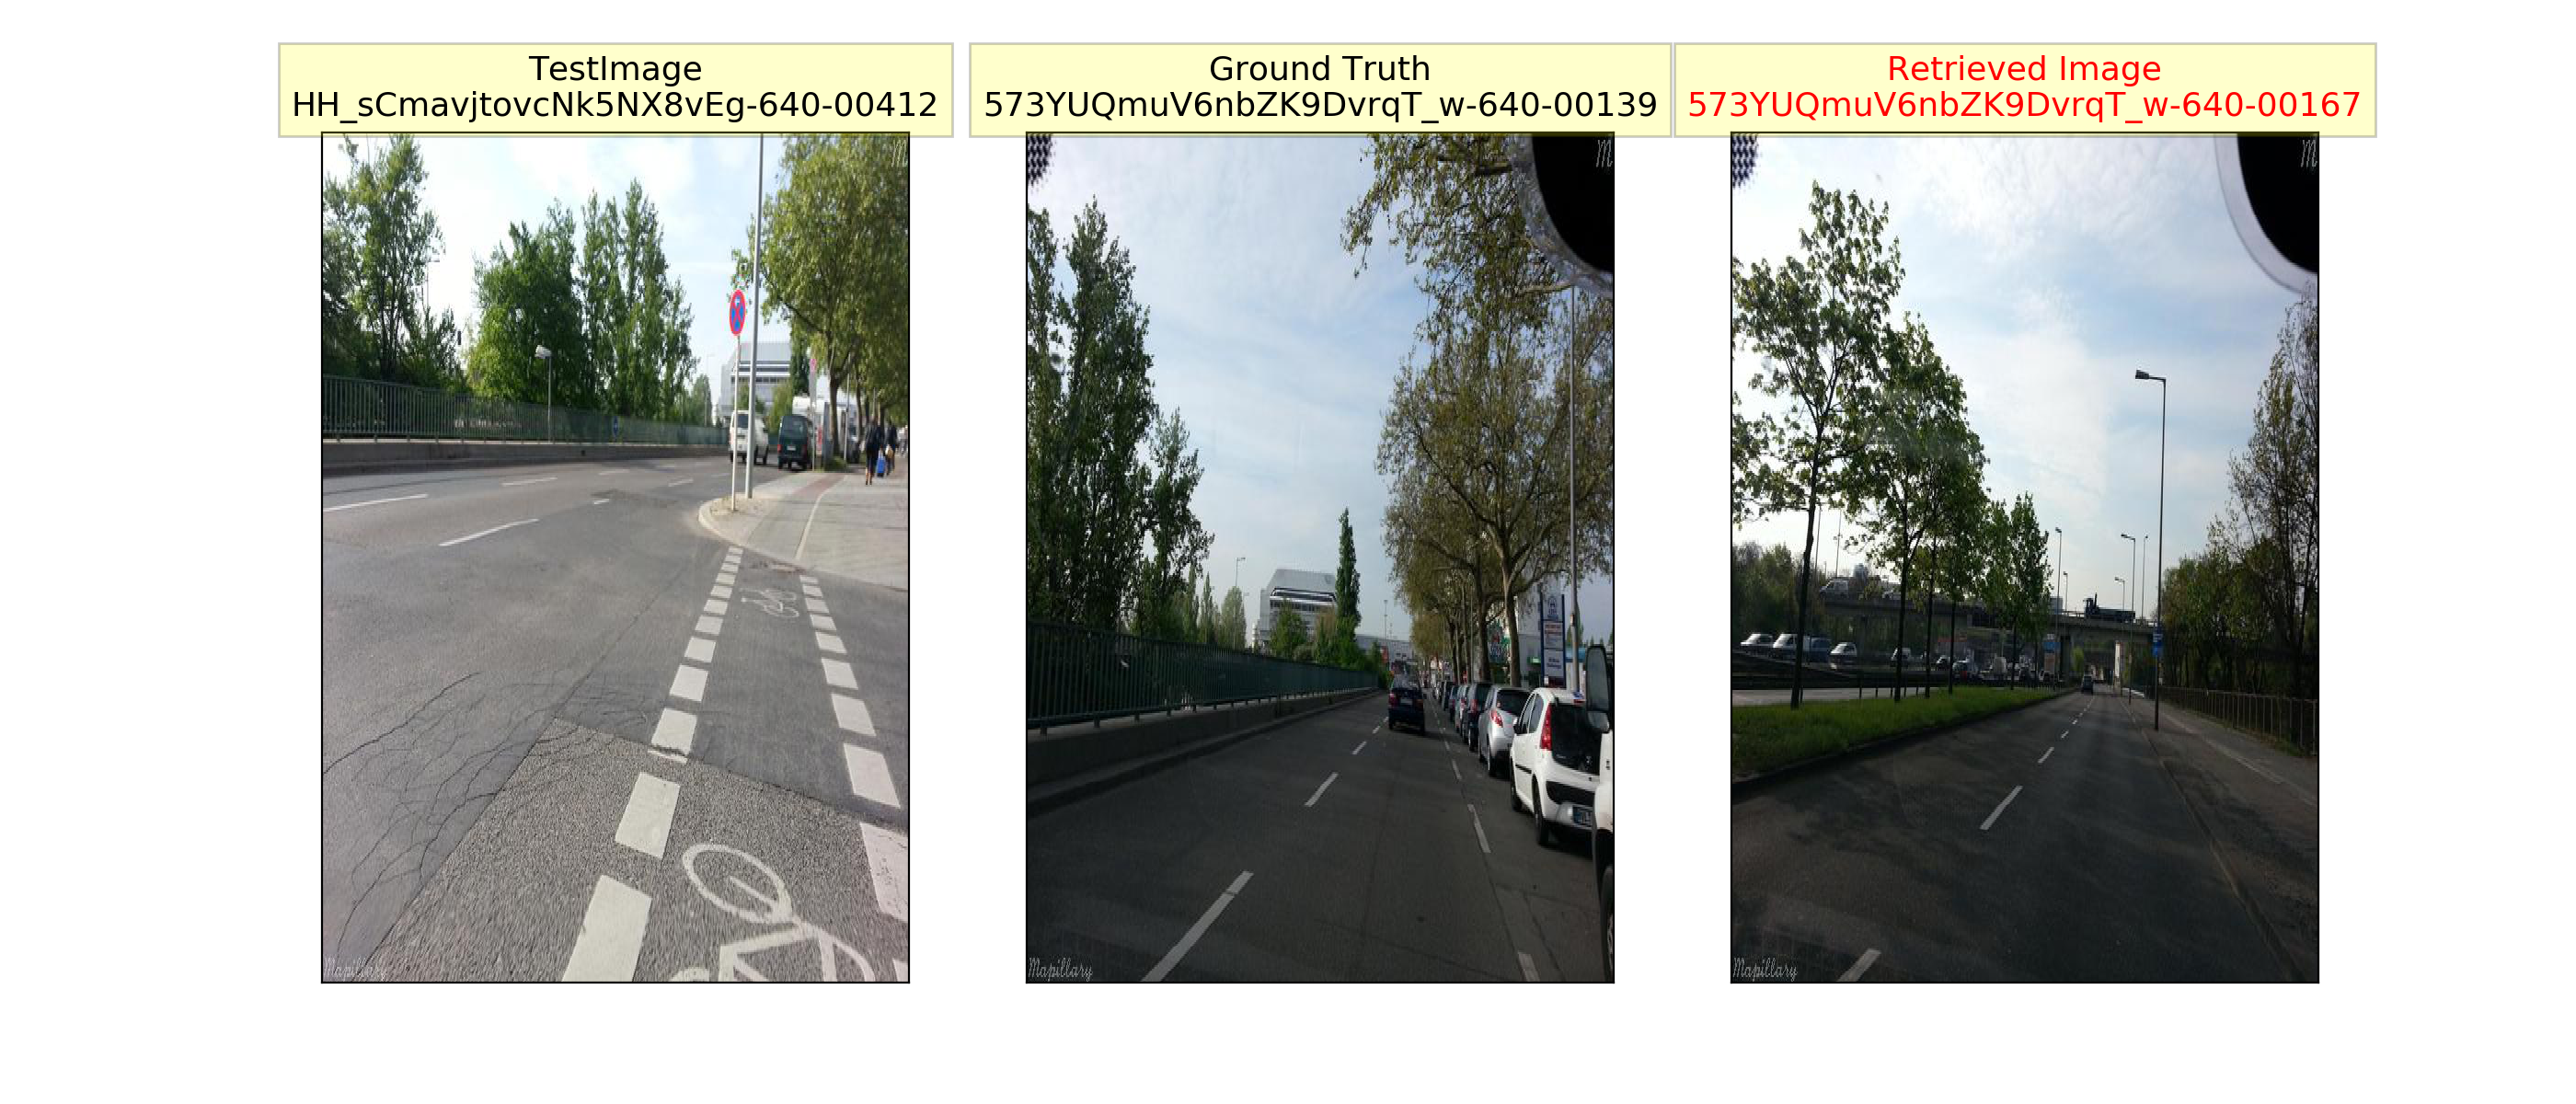 TestImage
HH_sCmavjtovcNk5NX8vEg-640-00412
Ground Truth
573YUQmuV6nbZK9DvrqT_w-640-00139
Retrieved Image
573YUQmuV6nbZK9DvrqT_w-640-00167
M
M
M
Mapillary
Mapillary
Mapillary